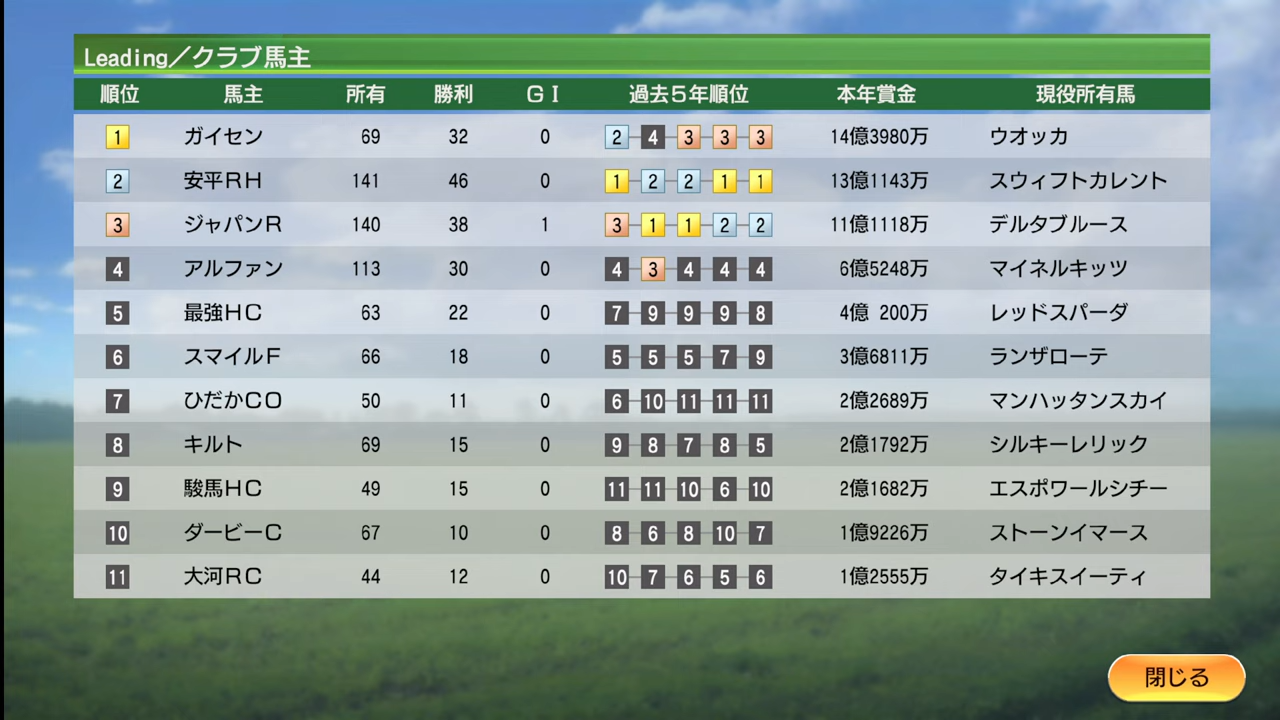 Leading／クラブ馬主
順位 馬主 所有 勝利 ＧⅠ 過去5年順位 本年賞金 現役所有馬
1 ガイセン 69 32 0 2-4-3-3-3 14億3980万 ウオッカ
2 安平ＲＨ 141 46 0 1-2-2-1-1 13億1143万 スウィフトカレント
3 ジャパンＲ 140 38 1 3-1-1-2-2 11億1118万 デルタブルース
4 アルファン 113 30 0 4-3-4-4-4 6億5248万 マイネルキッツ
5 最強ＨＣ 63 22 0 7-9-9-9-8 4億 200万 レッドスパーダ
6 スマイルＦ 66 18 0 5-5-5-7-9 3億6811万 ランザローテ
7 ひだかＣＯ 50 11 0 6-10-11-11-11 2億2689万 マンハッタンスカイ
8 キルト 69 15 0 9-8-7-8-5 2億1792万 シルキーレリック
9 駿馬ＨＣ 49 15 0 11-11-10-6-10 2億1682万 エスポワールシチー
10 ダービーＣ 67 10 0 8-6-8-10-7 1億9226万 ストーンイマース
11 大河ＲＣ 44 12 0 10-7-6-5-6 1億2555万 タイキスイーティ
閉じる